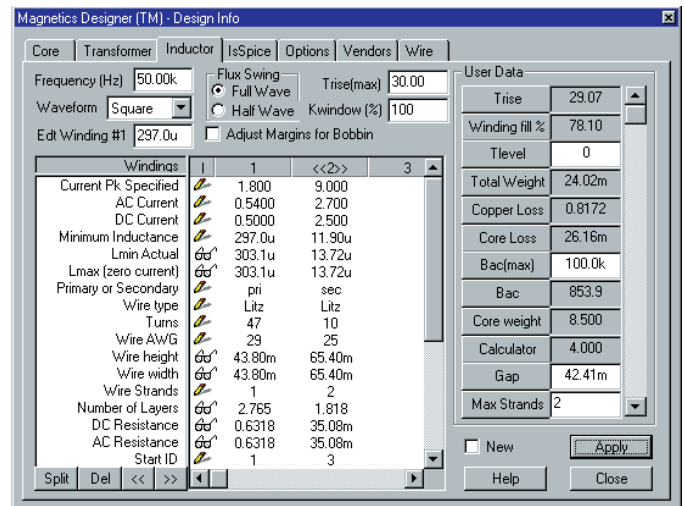 Magnetics Designer (TM) - Design Info
Core Transformer Inductor IsSpice Options Vendors Wire
Frequency (Hz) 50.00k
Waveform Square
Edt Winding #1 297.0u
Flux Swing
Full Wave
Half Wave
Trise(max) 30.00
Kwindow (%) 100
Adjust Margins for Bobbin
Windings I 1 <<2>> 3
Current Pk Specified 1.800 9.000
AC Current 0.5400 2.700
DC Current 0.5000 2.500
Minimum Inductance 297.0u 11.90u
Lmin Actual 303.1u 13.72u
Lmax (zero current) 303.1u 13.72u
Primary or Secondary pri sec
Wire type Litz Litz
Turns 47 10
Wire AWG 29 25
Wire height 43.80m 65.40m
Wire width 43.80m 65.40m
Wire Strands 1 2
Number of Layers 2.765 1.818
DC Resistance 0.6318 35.08m
AC Resistance 0.6318 35.08m
Start ID 1 3
Split Del << >>
User Data
Trise 29.07
Winding fill % 78.10
Tlevel 0
Total Weight 24.02m
Copper Loss 0.8172
Core Loss 26.16m
Bac(max) 100.0k
Bac 853.9
Core weight 8.500
Calculator 4.000
Gap 42.41m
Max Strands 2
New Apply
Help Close